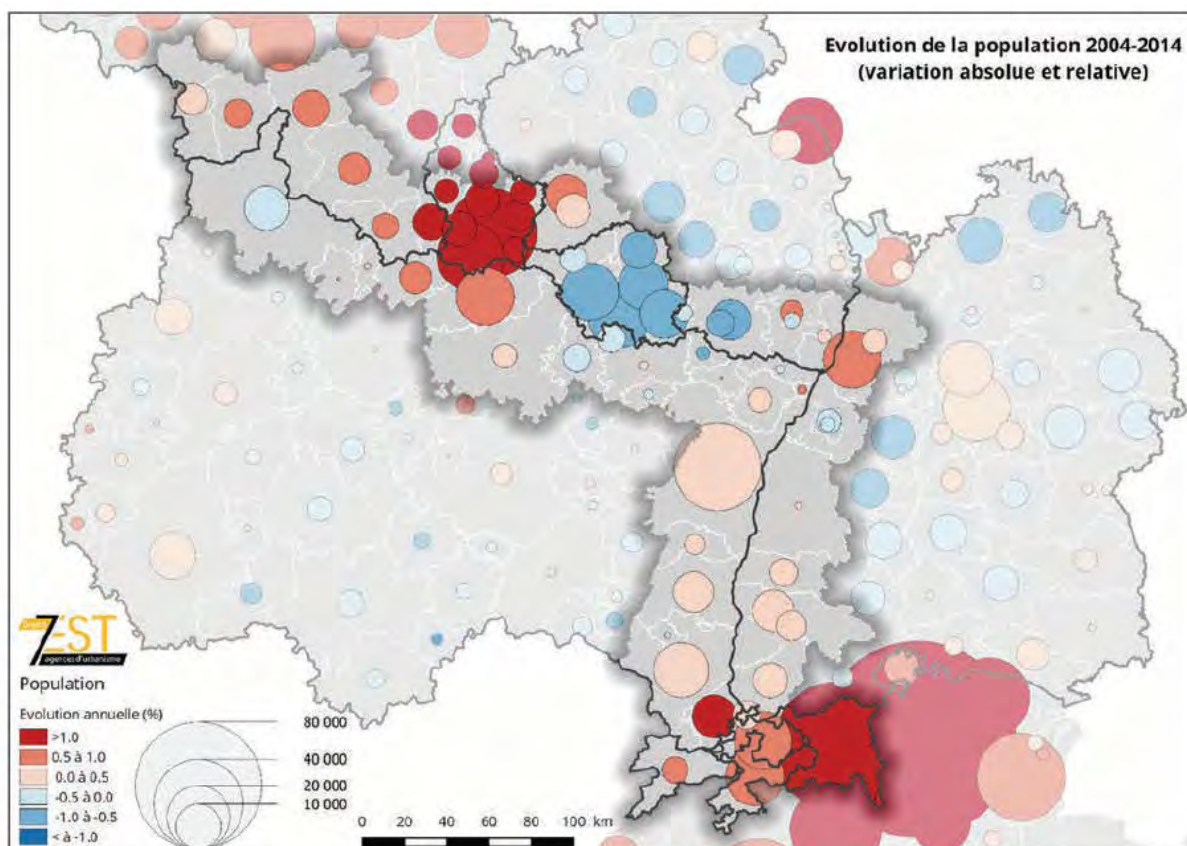 Evolution de la population 2004-2014
(variation absolue et relative)
7EST
agences d'urbanisme
Population
Evolution annuelle (%)
>1.0
0.5 à 1.0
0.0 à 0.5
-0.5 à 0.0
-1.0 à -0.5
< à -1.0
80 000
40 000
20 000
10 000
0 20 40 60 80 100 km